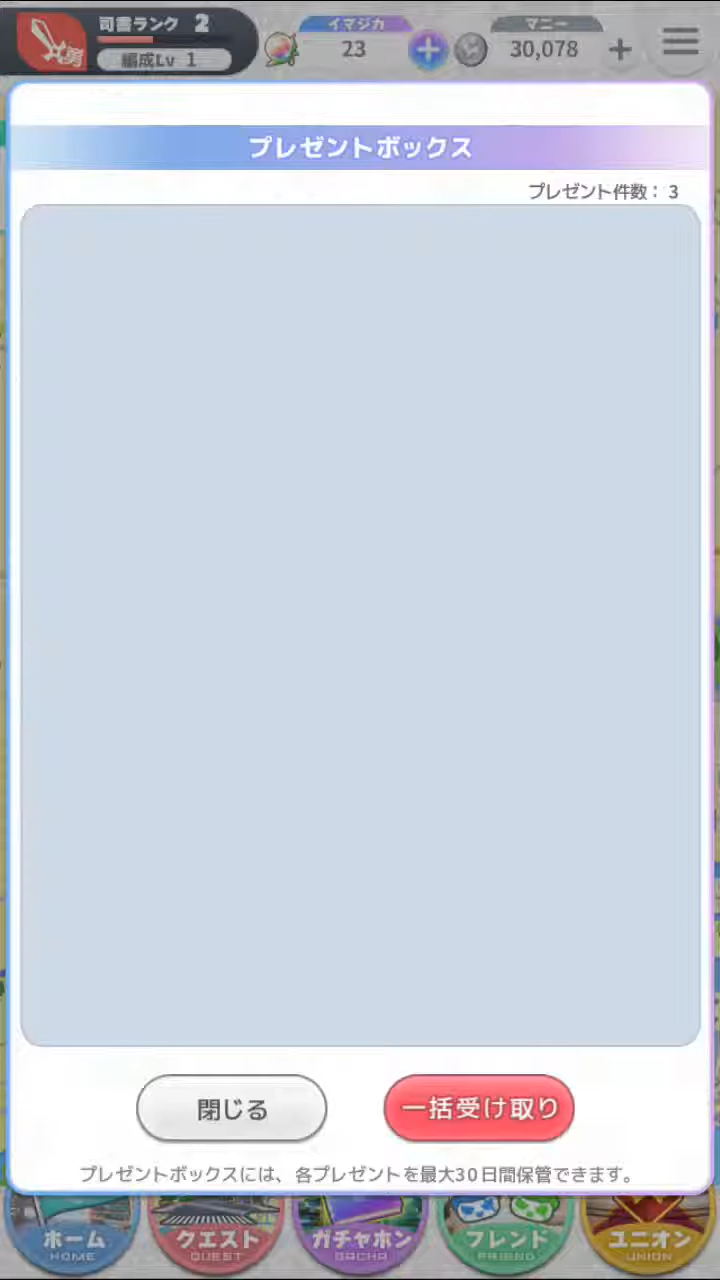 司書ランク 2
編成Lv 1
イマジカ
23
マニー
30,078
プレゼントボックス
プレゼント件数：3
閉じる
一括受け取り
プレゼントボックスには、各プレゼントを最大30日間保管できます。
ホーム
HOME
クエスト
QUEST
ガチャホン
GACHA
フレンド
FRIEND
ユニオン
UNION